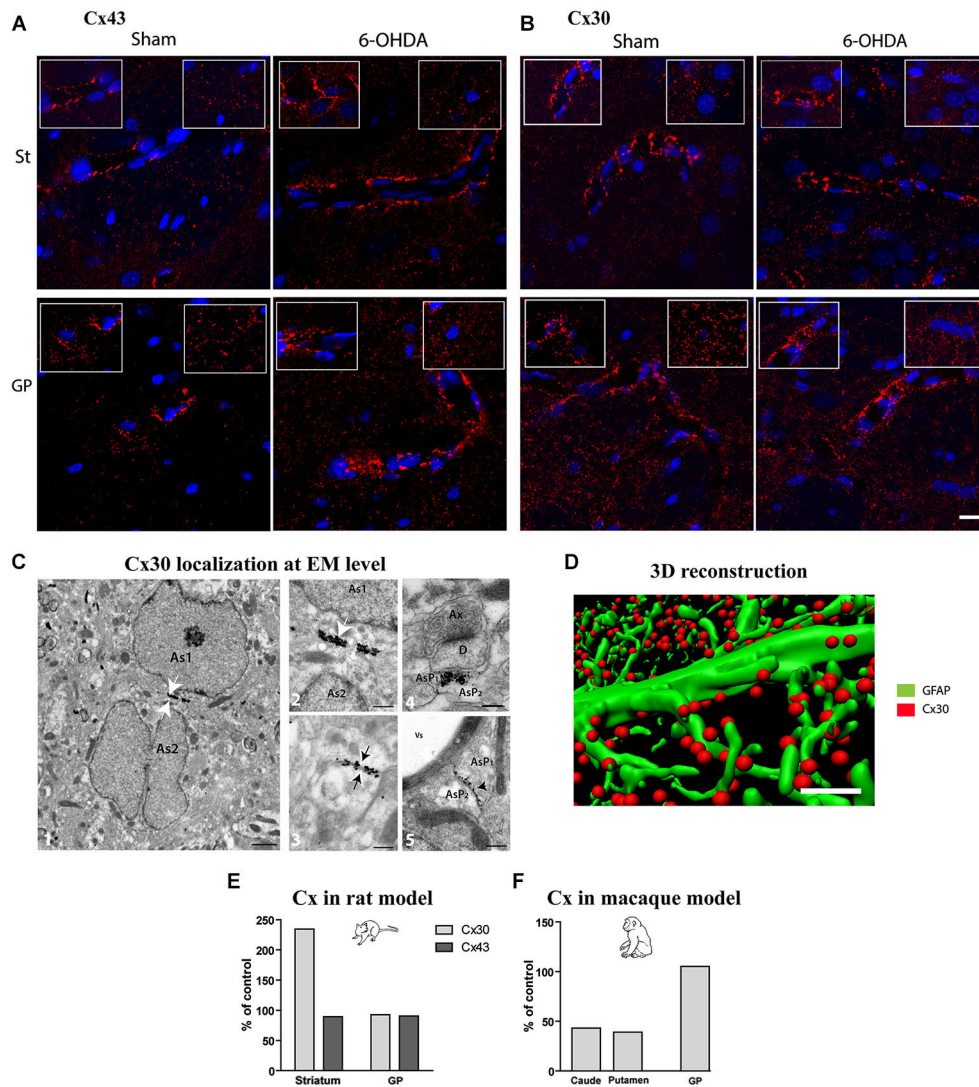 A
Cx43
Sham
6-OHDA
B
Cx30
Sham
6-OHDA
St
GP
C
Cx30 localization at EM level
As1
As2
1
As1
As2
2
3
Ax
D
AsP1
AsP2
4
Vs
AsP1
AsP2
5
D
3D reconstruction
GFAP
Cx30
E
Cx in rat model
% of control
250
200
150
100
50
0
Cx30
Cx43
Striatum
GP
F
Cx in macaque model
% of control
150
100
50
0
Caude
Putamen
GP